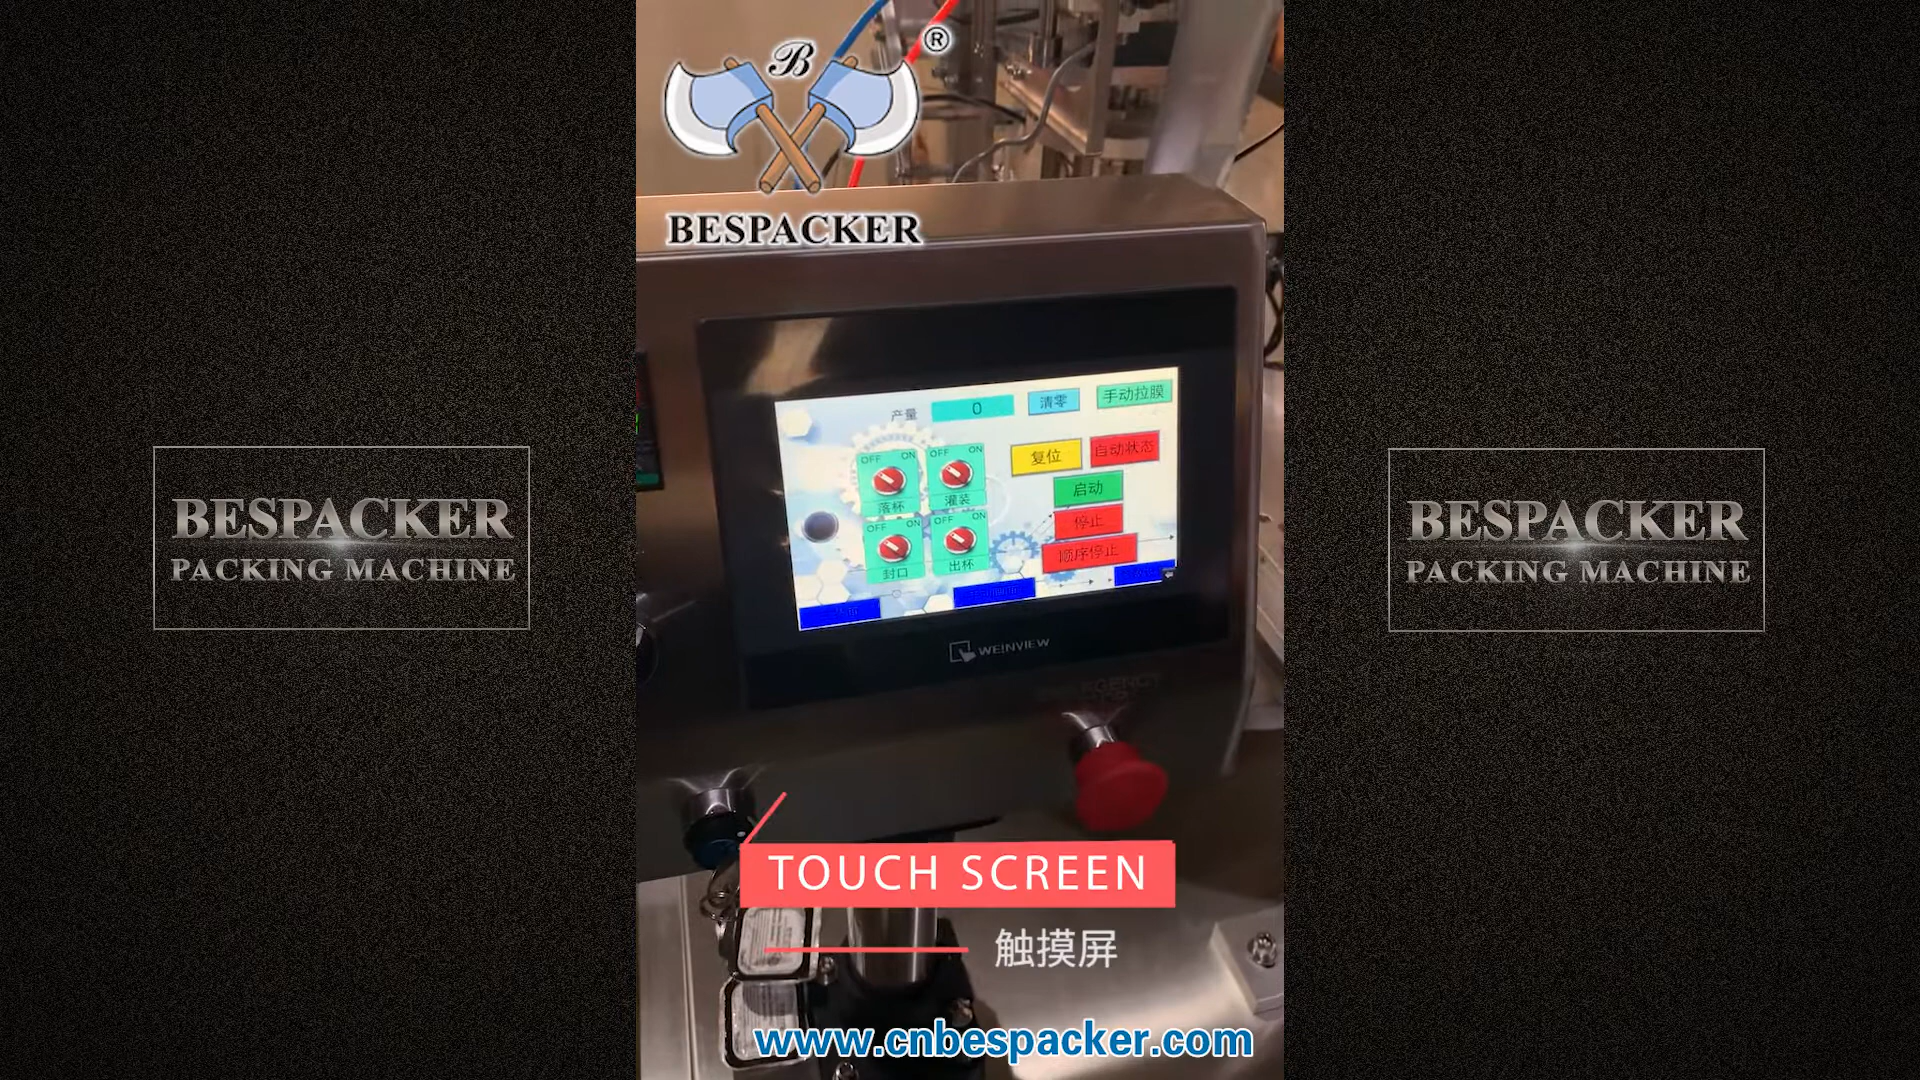 B ®
BESPACKER
BESPACKER
PACKING MACHINE
BESPACKER
PACKING MACHINE
产量 0 清零 手动拉膜
复位 自动状态
OFF ON
落杯
OFF ON
灌装
启动
停止
OFF ON
封口
OFF ON
出杯
顺序停止
WEINVIEW
TOUCH SCREEN
触摸屏
www.cnbespacker.com